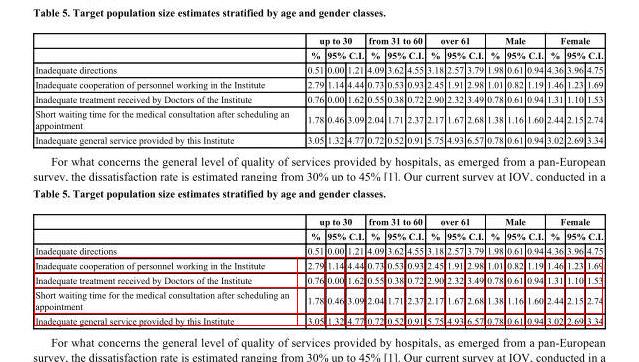 Table 5. Target population size estimates stratified by age and gender classes.
up to 30 from 31 to 60 over 61 Male Female
% 95% C.I. % 95% C.I. % 95% C.I. % 95% C.I. % 95% C.I.
Inadequate directions 0.51 0.00 1.21 4.09 3.62 4.55 3.18 2.57 3.79 1.98 0.61 0.94 4.36 3.96 4.75
Inadequate cooperation of personnel working in the Institute 2.79 1.14 4.44 0.73 0.53 0.93 2.45 1.91 2.98 1.01 0.82 1.19 1.46 1.23 1.69
Inadequate treatment received by Doctors of the Institute 0.76 0.00 1.62 0.55 0.38 0.72 2.90 2.32 3.49 0.78 0.61 0.94 1.31 1.10 1.53
Short waiting time for the medical consultation after scheduling an
appointment 1.78 0.46 3.09 2.04 1.71 2.37 2.17 1.67 2.68 1.38 1.16 1.60 2.44 2.15 2.74
Inadequate general service provided by this Institute 3.05 1.32 4.77 0.72 0.52 0.91 5.75 4.93 6.57 0.78 0.61 0.94 3.02 2.69 3.34
For what concerns the general level of quality of services provided by hospitals, as emerged from a pan-European
survey, the dissatisfaction rate is estimated ranging from 30% up to 45% [1]. Our current survey at IOV, conducted in a
Table 5. Target population size estimates stratified by age and gender classes.
up to 30 from 31 to 60 over 61 Male Female
% 95% C.I. % 95% C.I. % 95% C.I. % 95% C.I. % 95% C.I.
Inadequate directions 0.51 0.00 1.21 4.09 3.62 4.55 3.18 2.57 3.79 1.98 0.61 0.94 4.36 3.96 4.75
Inadequate cooperation of personnel working in the Institute 2.79 1.14 4.44 0.73 0.53 0.93 2.45 1.91 2.98 1.01 0.82 1.19 1.46 1.23 1.69
Inadequate treatment received by Doctors of the Institute 0.76 0.00 1.62 0.55 0.38 0.72 2.90 2.32 3.49 0.78 0.61 0.94 1.31 1.10 1.53
Short waiting time for the medical consultation after scheduling an
appointment 1.78 0.46 3.09 2.04 1.71 2.37 2.17 1.67 2.68 1.38 1.16 1.60 2.44 2.15 2.74
Inadequate general service provided by this Institute 3.05 1.32 4.77 0.72 0.52 0.91 5.75 4.93 6.57 0.78 0.61 0.94 3.02 2.69 3.34
For what concerns the general level of quality of services provided by hospitals, as emerged from a pan-European
survey, the dissatisfaction rate is estimated ranging from 30% up to 45% [1]. Our current survey at IOV, conducted in a